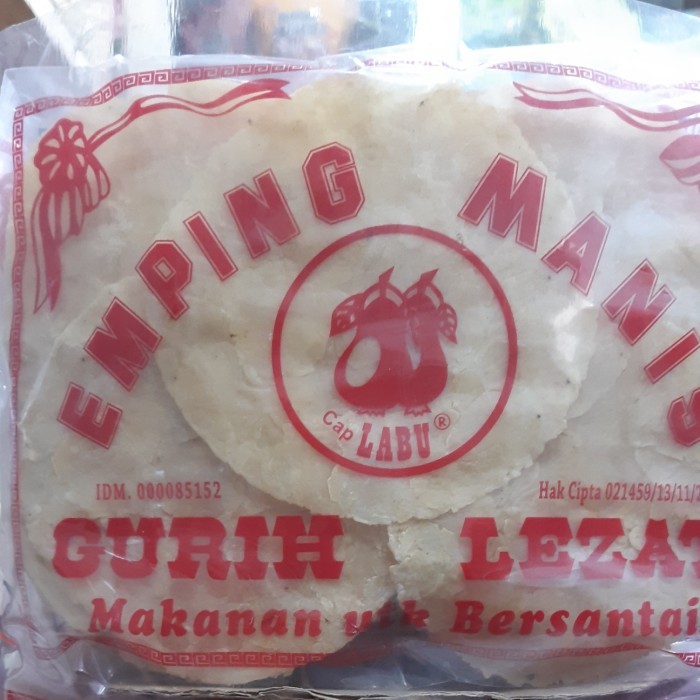 EMPING MANIS
Cap LABU ®
IDM. 000085152
Hak Cipta 021459/13/11/
GURIH LEZAT
Makanan utk Bersantai